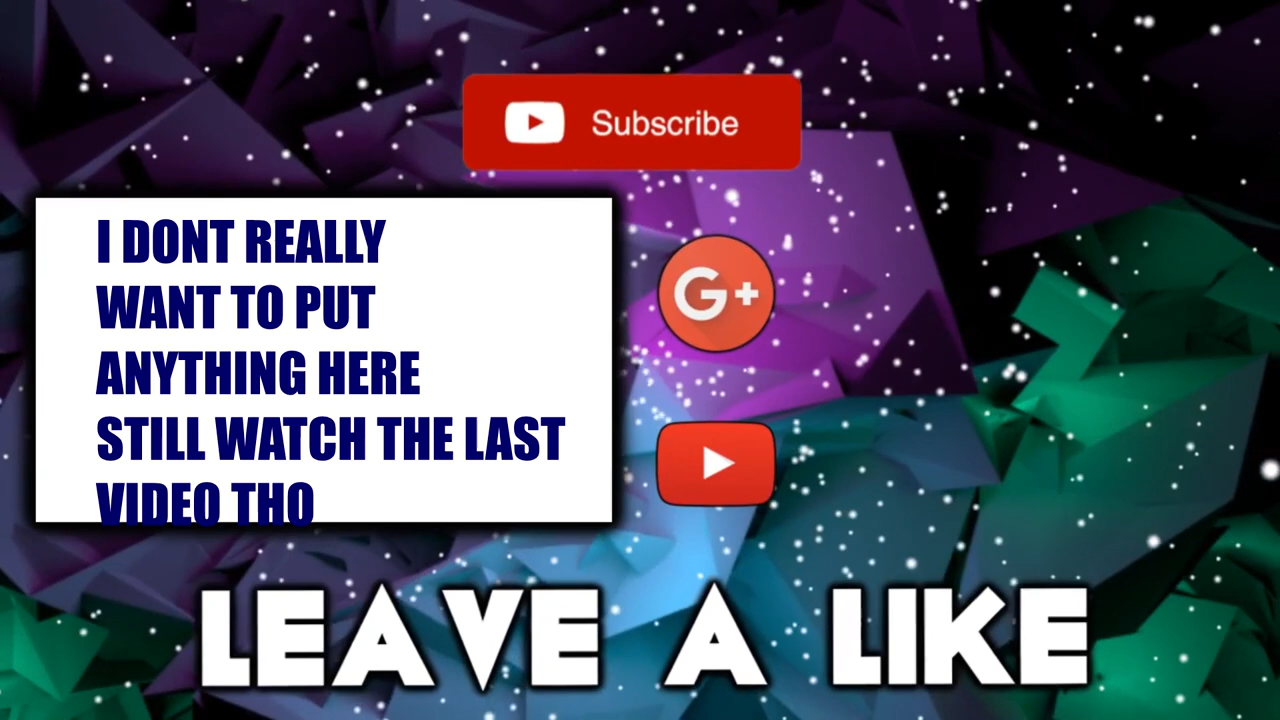 Subscribe
I DONT REALLY
WANT TO PUT
ANYTHING HERE
STILL WATCH THE LAST
VIDEO THO
G+
LEAVE A LIKE